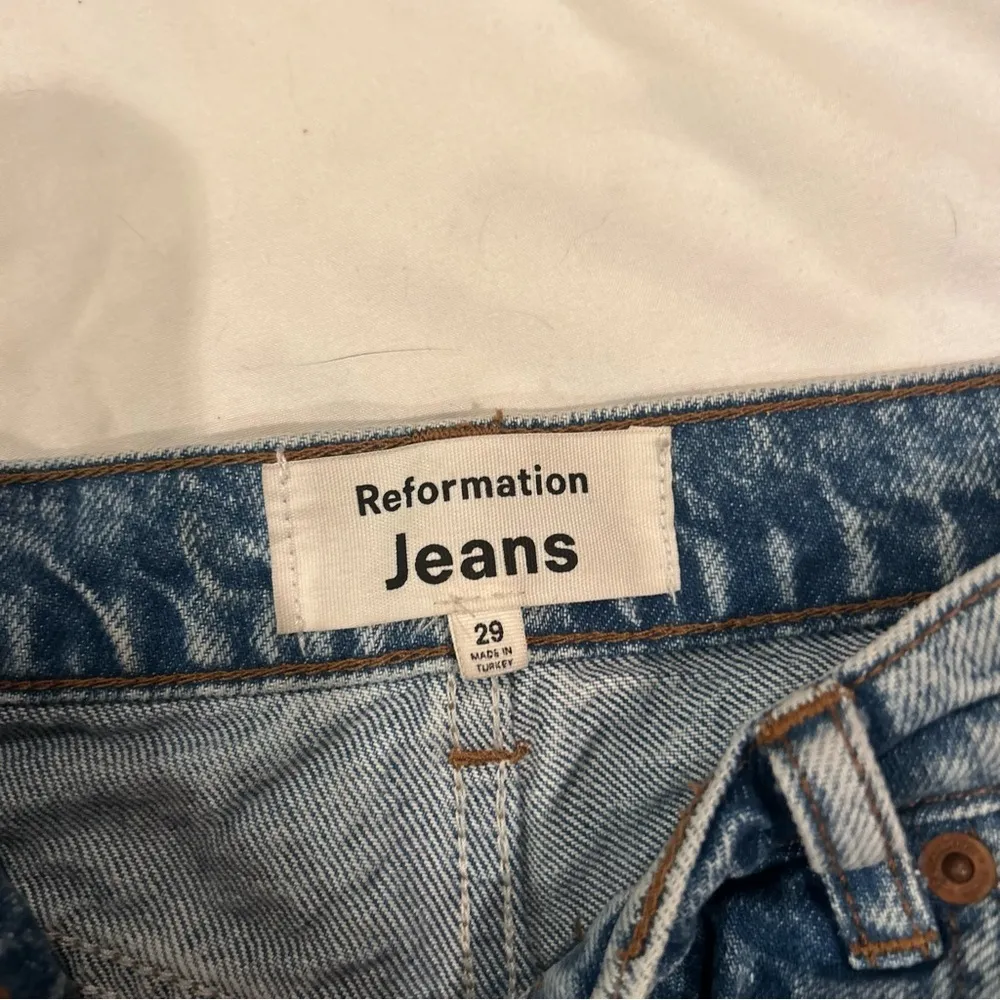 Reformation
Jeans
29
MADE IN
TURKEY